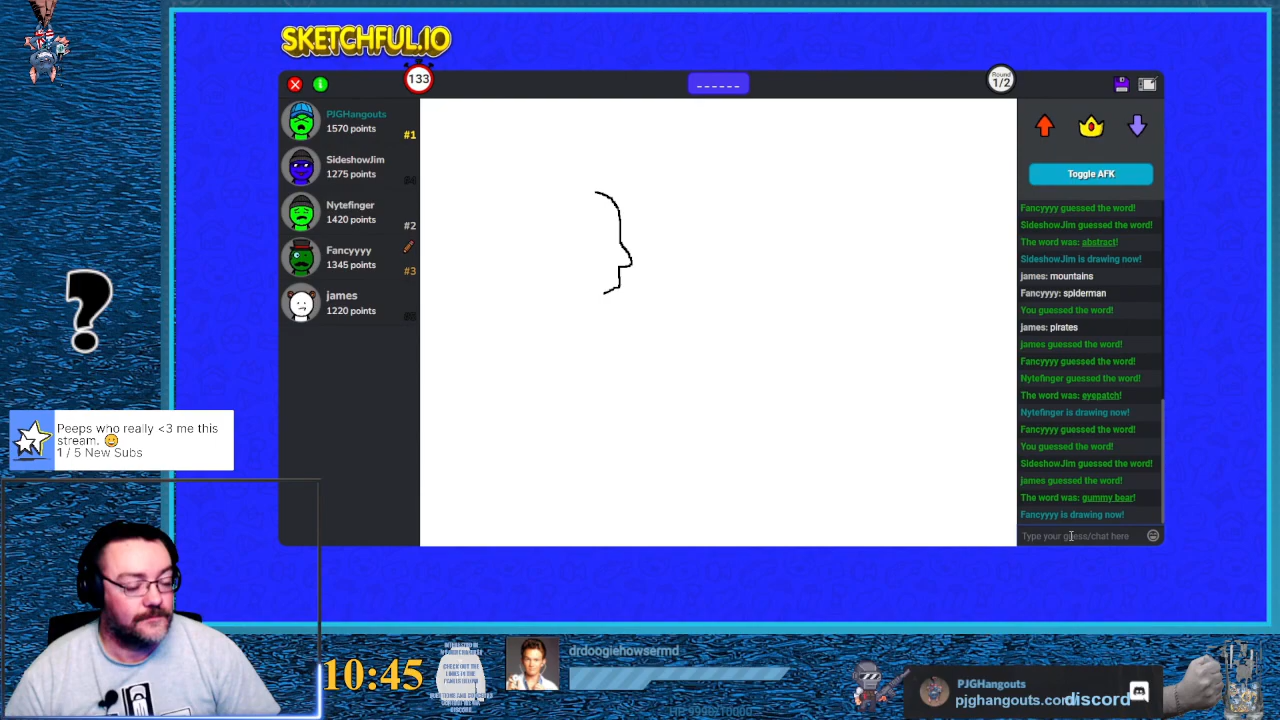 SKETCHFUL.IO
133
_ _ _ _ _ _
Round
1/2
PJGHangouts
1570 points
#1
SideshowJim
1275 points
Nytefinger
1420 points
#2
Fancyyyy
1345 points
#3
james
1220 points
Toggle AFK
Fancyyyy guessed the word!
SideshowJim guessed the word!
The word was: abstract!
SideshowJim is drawing now!
james: mountains
Fancyyyy: spiderman
You guessed the word!
james: pirates
james guessed the word!
Fancyyyy guessed the word!
Nytefinger guessed the word!
The word was: eyepatch!
Nytefinger is drawing now!
Fancyyyy guessed the word!
You guessed the word!
SideshowJim guessed the word!
james guessed the word!
The word was: gummy bear!
Fancyyyy is drawing now!
Type your guess/chat here
?
Peeps who really <3 me this
stream. 😀
1 / 5 New Subs
10:45
CHECK OUT THE
drdoogiehowsermd
PJGHangouts
pjghangouts.com
discord